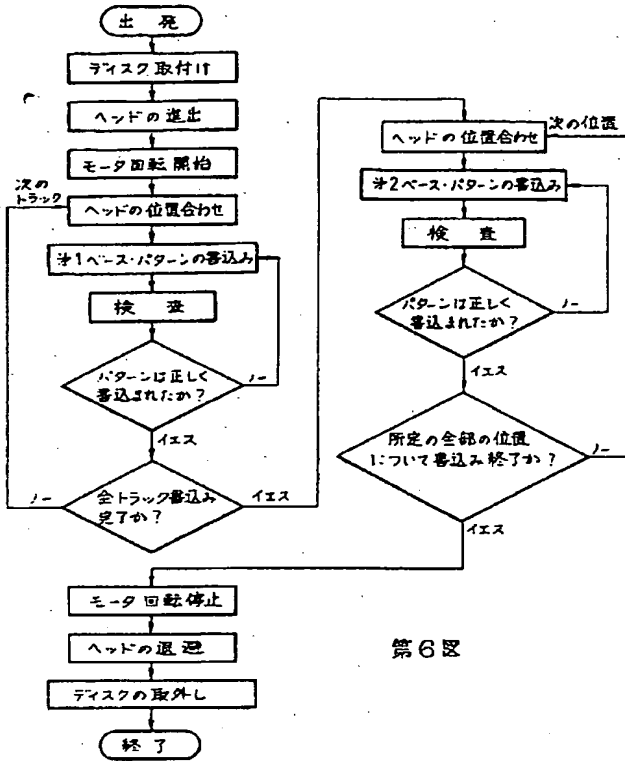 出発
ディスク取付け
ヘッドの進出
モータ回転開始
次の
トラック
ヘッドの位置合わせ
※1ベース・パターンの書込み
検査
パターンは正しく
書込まれたか?
ノー
イエス
全トラック書込み
完了か?
ノー
イエス
ヘッドの位置合わせ
次の位置
※2ベース・パターンの書込み
検査
パターンは正しく
書込まれたか?
ノー
イエス
所定の全部の位置
について書込み終了か?
ノー
イエス
モータ回転停止
ヘッドの退避
ディスクの取外し
終了
第6図